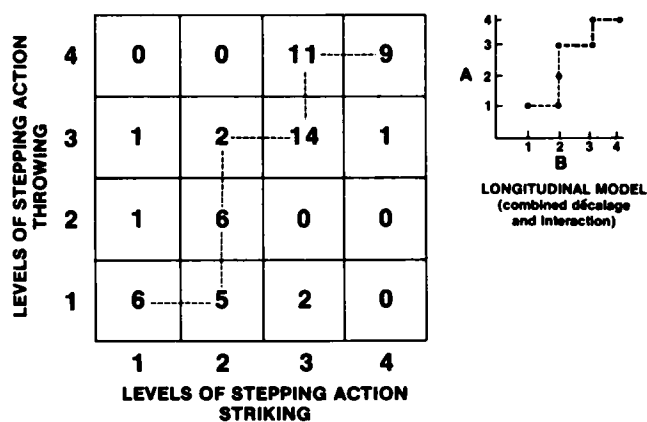 LEVELS OF STEPPING ACTION
THROWING
4 0 0 11 9
3 1 2 14 1
2 1 6 0 0
1 6 5 2 0
1 2 3 4
LEVELS OF STEPPING ACTION
STRIKING
4
3
A 2
1
1 2 3 4
B
LONGITUDINAL MODEL
(combined décalage
and interaction)